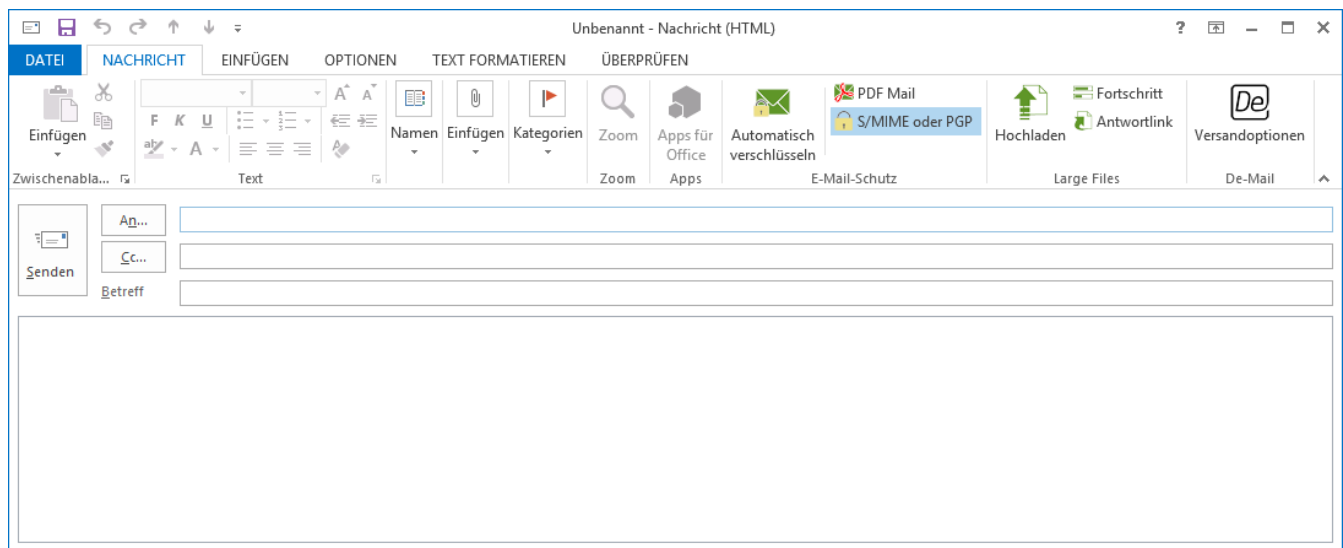 Unbenannt - Nachricht (HTML) ?
DATEI NACHRICHT EINFÜGEN OPTIONEN TEXT FORMATIEREN ÜBERPRÜFEN
Einfügen
F K U
A A
ab A
Namen Einfügen Kategorien Zoom
Apps für
Office
Automatisch
verschlüsseln
PDF Mail
S/MIME oder PGP
Hochladen
Fortschritt
Antwortlink
De
Versandoptionen
Zwischenabla... Text Zoom Apps E-Mail-Schutz Large Files De-Mail
Senden
An...
Cc...
Betreff